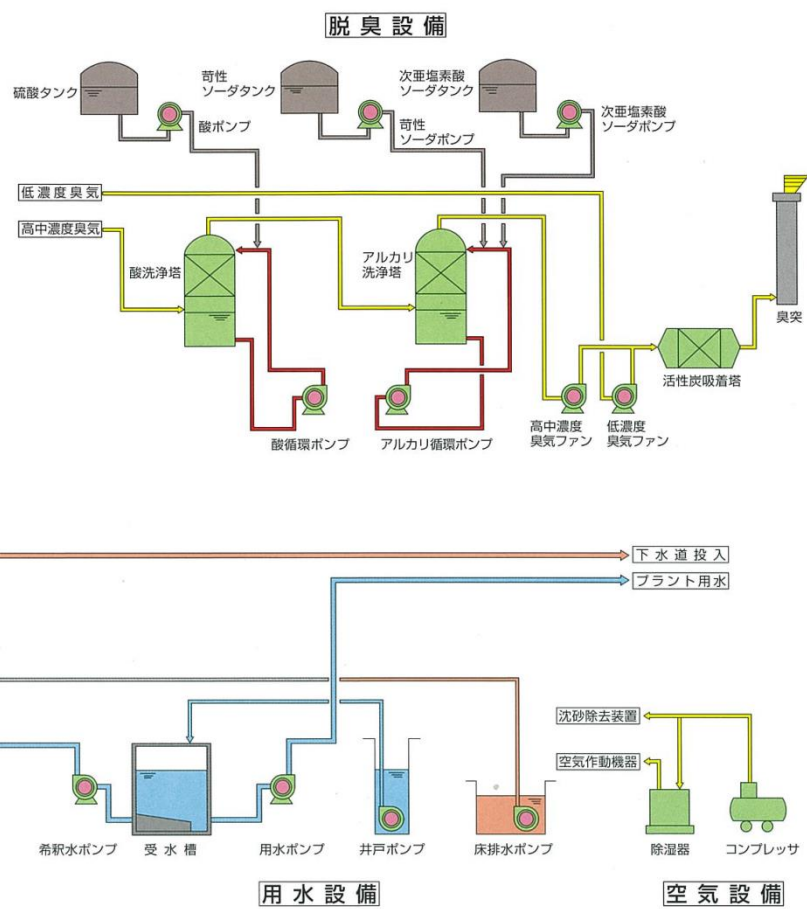 脱臭設備
硫酸タンク
酸ポンプ
苛性
ソーダタンク
苛性
ソーダポンプ
次亜塩素酸
ソーダタンク
次亜塩素酸
ソーダポンプ
低濃度臭気
高中濃度臭気
酸洗浄塔
アルカリ
洗浄塔
臭突
活性炭吸着塔
酸循環ポンプ
アルカリ循環ポンプ
高中濃度
臭気ファン
低濃度
臭気ファン
下水道投入
プラント用水
沈砂除去装置
空気作動機器
希釈水ポンプ
受水槽
用水ポンプ
井戸ポンプ
床排水ポンプ
除湿器
コンプレッサ
用水設備
空気設備